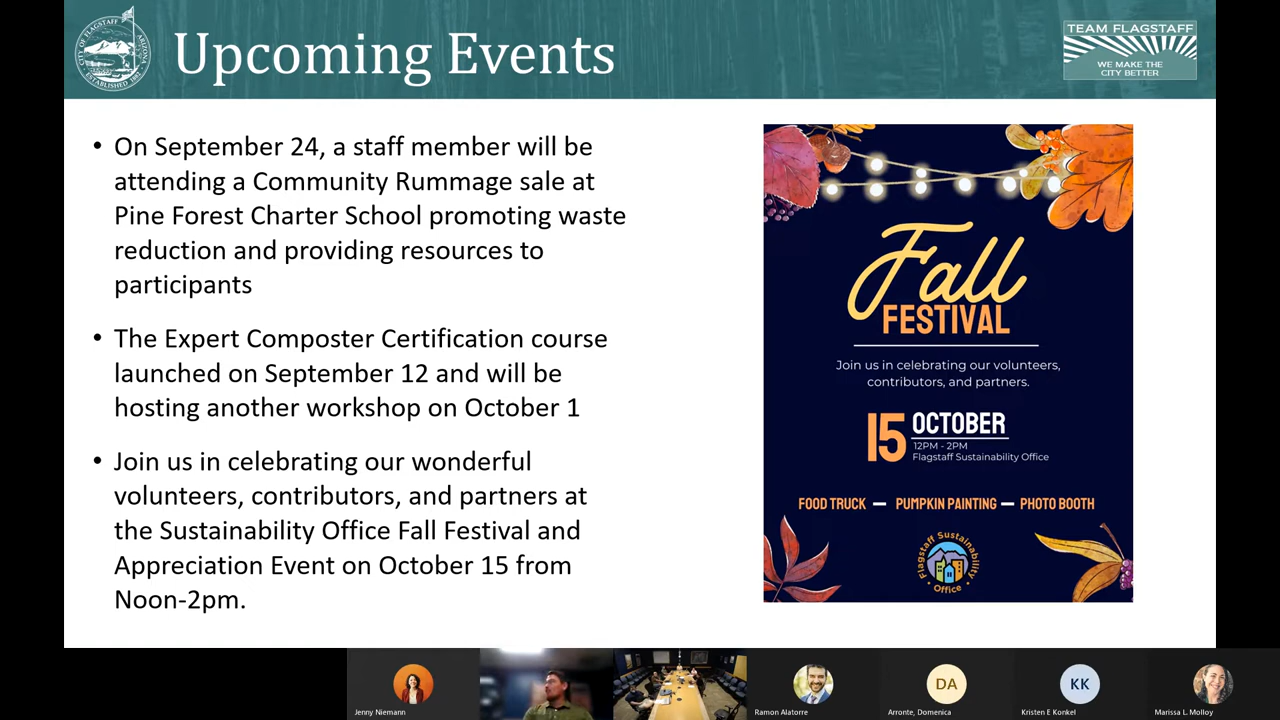 CITY OF FLAGSTAFF ARIZONA
ESTABLISHED 1882
Upcoming Events
TEAM FLAGSTAFF
WE MAKE THE
CITY BETTER
• On September 24, a staff member will be
attending a Community Rummage sale at
Pine Forest Charter School promoting waste
reduction and providing resources to
participants
• The Expert Composter Certification course
launched on September 12 and will be
hosting another workshop on October 1
• Join us in celebrating our wonderful
volunteers, contributors, and partners at
the Sustainability Office Fall Festival and
Appreciation Event on October 15 from
Noon-2pm.
Fall
FESTIVAL
Join us in celebrating our volunteers,
contributors, and partners.
15 OCTOBER
12PM - 2PM
Flagstaff Sustainability Office
FOOD TRUCK — PUMPKIN PAINTING — PHOTO BOOTH
Flagstaff Sustainability
Office
Jenny Niemann
Ramon Alatorre
DA
Arronte, Domenica
KK
Kristen E Konkel
Marissa L. Molloy